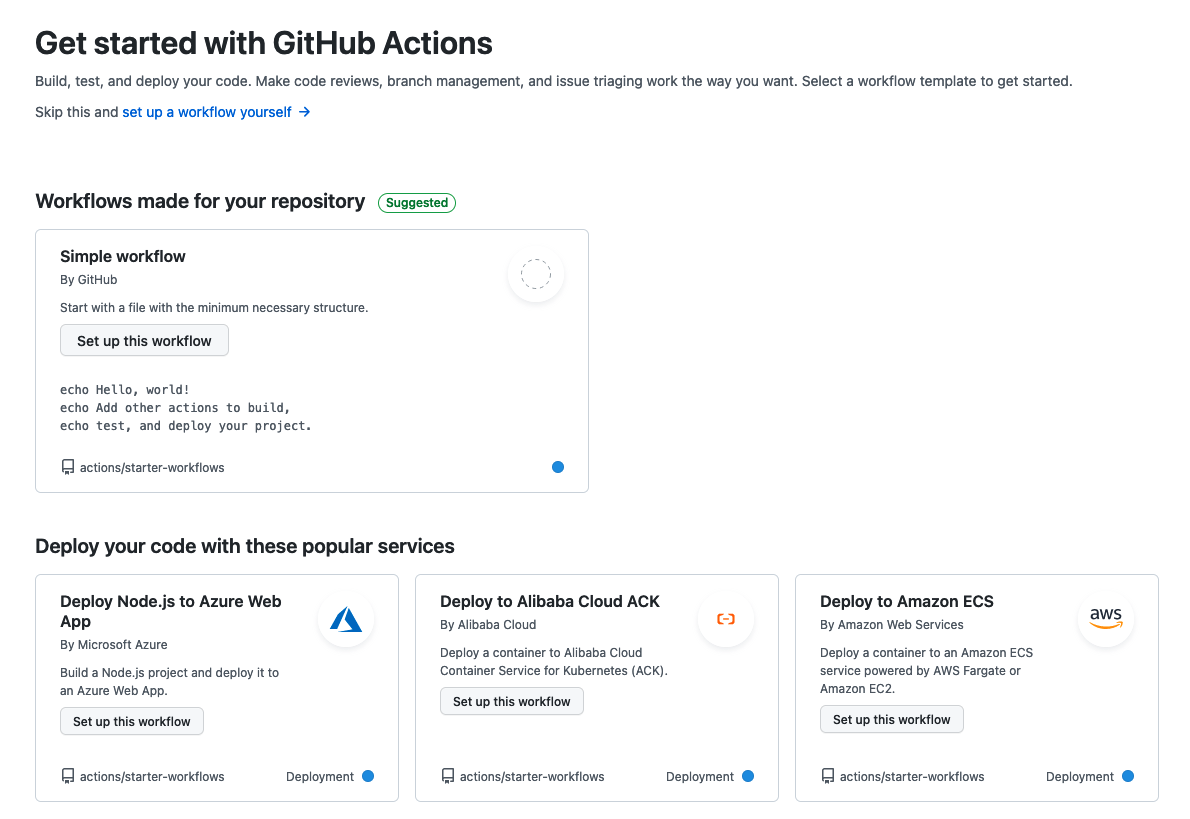 Get started with GitHub Actions
Build, test, and deploy your code. Make code reviews, branch management, and issue triaging work the way you want. Select a workflow template to get started.
Skip this and set up a workflow yourself →
Workflows made for your repository Suggested
Simple workflow
By GitHub
Start with a file with the minimum necessary structure.
Set up this workflow
echo Hello, world!
echo Add other actions to build,
echo test, and deploy your project.
actions/starter-workflows
Deploy your code with these popular services
Deploy Node.js to Azure Web
App
By Microsoft Azure
Build a Node.js project and deploy it to
an Azure Web App.
Set up this workflow
actions/starter-workflows Deployment
Deploy to Alibaba Cloud ACK
By Alibaba Cloud
Deploy a container to Alibaba Cloud
Container Service for Kubernetes (ACK).
Set up this workflow
actions/starter-workflows Deployment
Deploy to Amazon ECS
By Amazon Web Services
aws
Deploy a container to an Amazon ECS
service powered by AWS Fargate or
Amazon EC2.
Set up this workflow
actions/starter-workflows Deployment